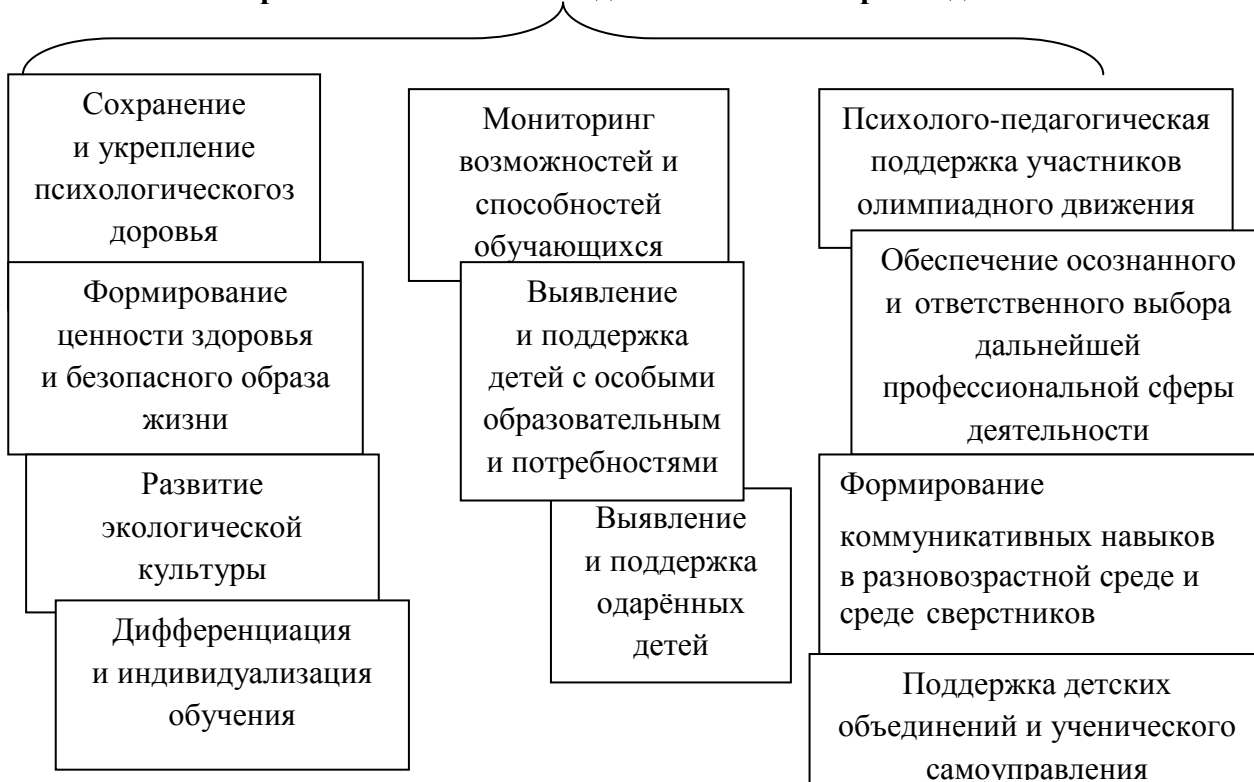 Сохранение
и укрепление
психологическогоз
доровья
Формирование
ценности здоровья
и безопасного образа
жизни
Развитие
экологической
культуры
Дифференциация
и индивидуализация
обучения
Мониторинг
возможностей и
способностей
обучающихся
Выявление
и поддержка
детей с особыми
образовательным
и потребностями
Выявление
и поддержка
одарённых
детей
Психолого-педагогическая
поддержка участников
олимпиадного движения
Обеспечение осознанного
и ответственного выбора
дальнейшей
профессиональной сферы
деятельности
Формирование
коммуникативных навыков
в разновозрастной среде и
среде сверстников
Поддержка детских
объединений и ученического
самоуправления